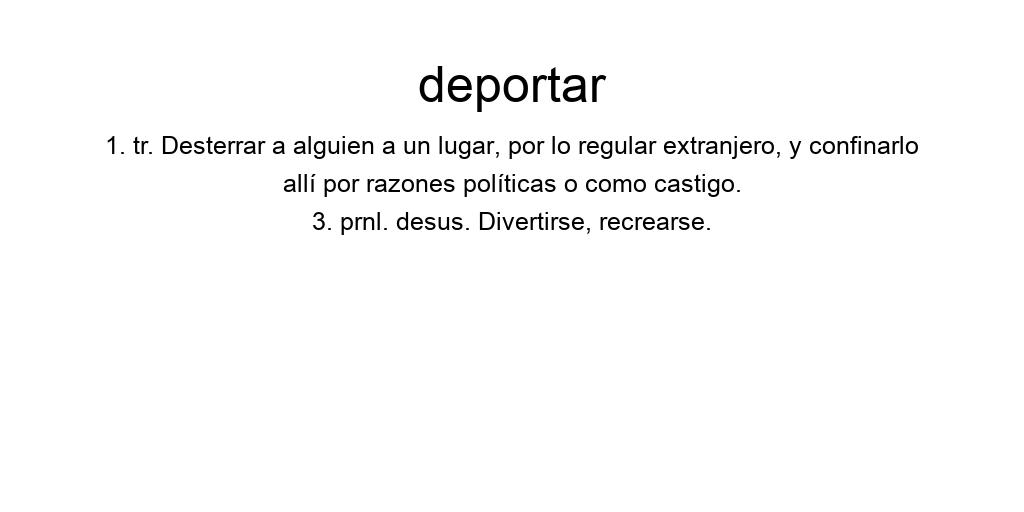 deportar
1. tr. Desterrar a alguien a un lugar, por lo regular extranjero, y confinarlo
allí por razones políticas o como castigo.
3. prnl. desus. Divertirse, recrearse.